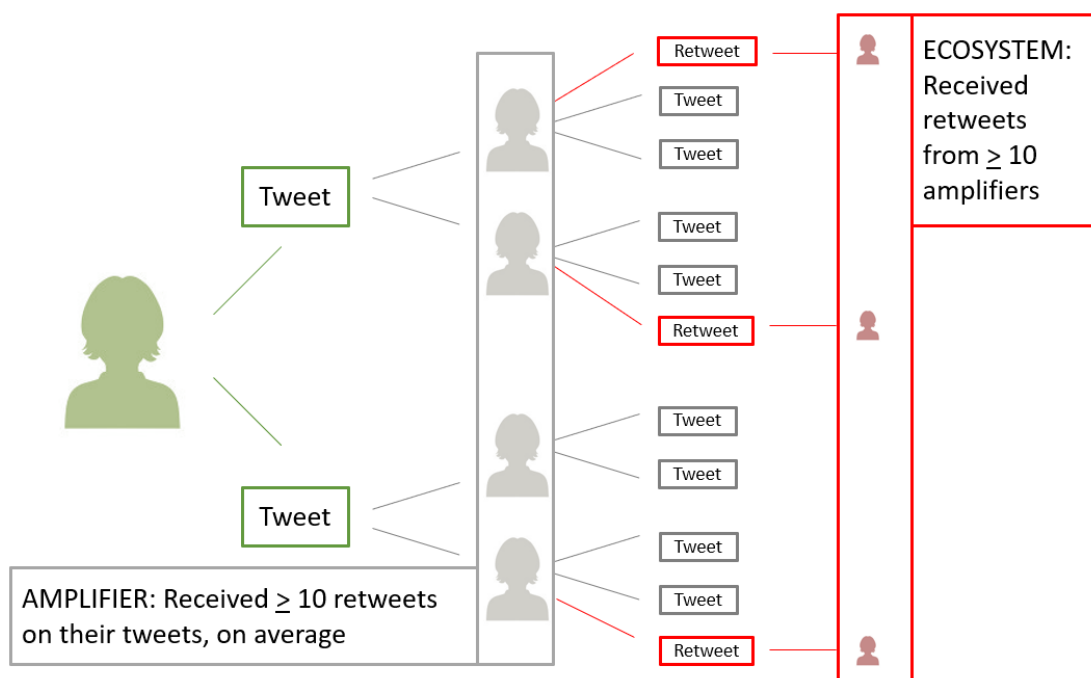 Retweet
ECOSYSTEM:
Received
retweets
from ≥ 10
amplifiers
Tweet
Tweet
Tweet
Tweet
Tweet
Retweet
Tweet
Tweet
Tweet
Tweet
Tweet
AMPLIFIER: Received ≥ 10 retweets
on their tweets, on average
Retweet